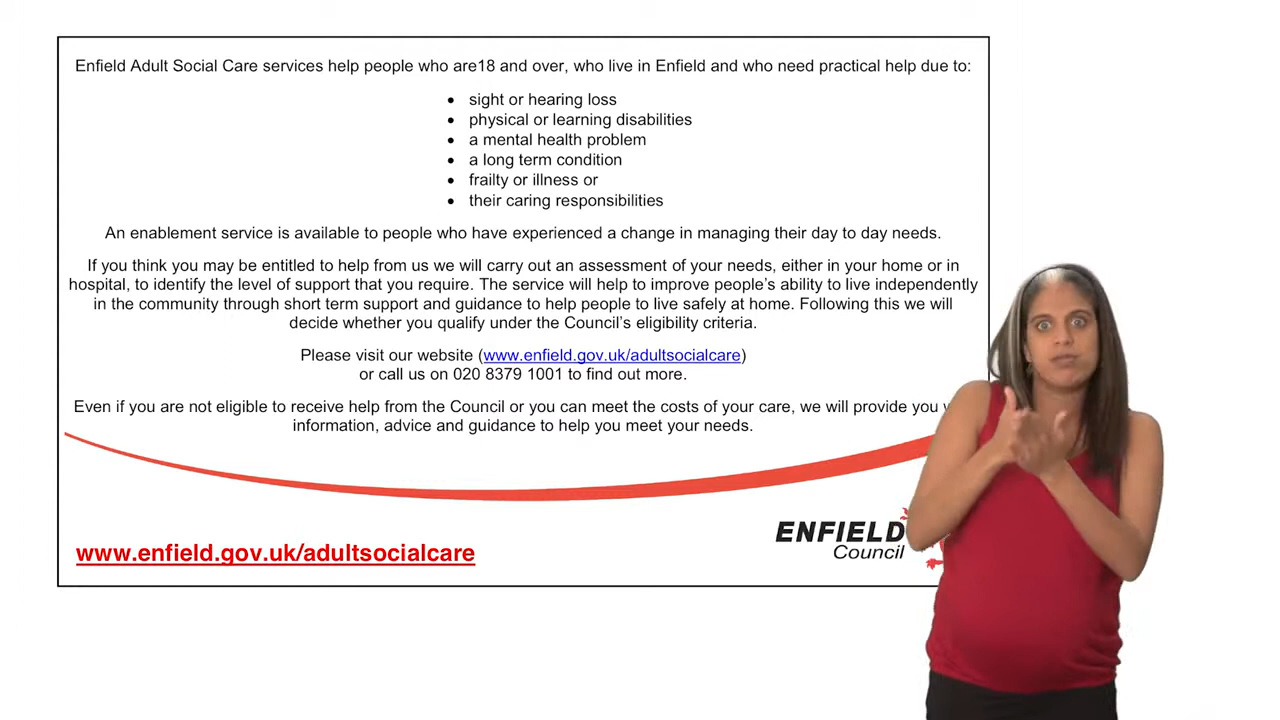 Enfield Adult Social Care services help people who are18 and over, who live in Enfield and who need practical help due to:
• sight or hearing loss
• physical or learning disabilities
• a mental health problem
• a long term condition
• frailty or illness or
• their caring responsibilities
An enablement service is available to people who have experienced a change in managing their day to day needs.
If you think you may be entitled to help from us we will carry out an assessment of your needs, either in your home or in
hospital, to identify the level of support that you require. The service will help to improve people's ability to live independently
in the community through short term support and guidance to help people to live safely at home. Following this we will
decide whether you qualify under the Council's eligibility criteria.
Please visit our website (www.enfield.gov.uk/adultsocialcare)
or call us on 020 8379 1001 to find out more.
Even if you are not eligible to receive help from the Council or you can meet the costs of your care, we will provide you
information, advice and guidance to help you meet your needs.
ENFIELD
Council
www.enfield.gov.uk/adultsocialcare